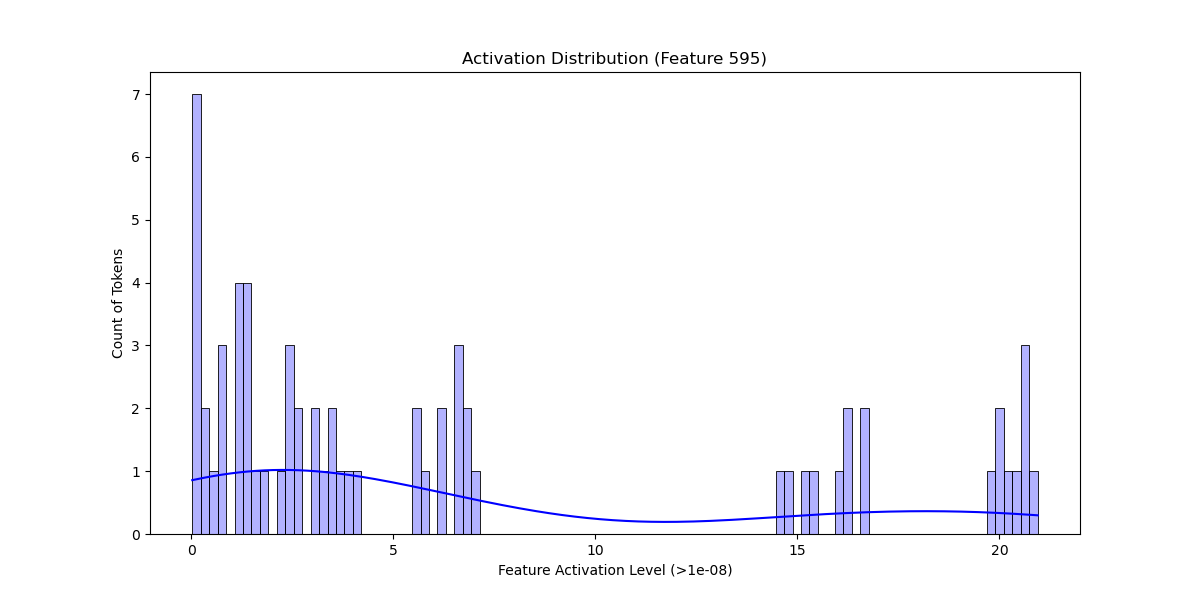 Activation Distribution (Feature 595)
Count of Tokens
7
6
5
4
3
2
1
0
0 5 10 15 20
Feature Activation Level (>1e-08)